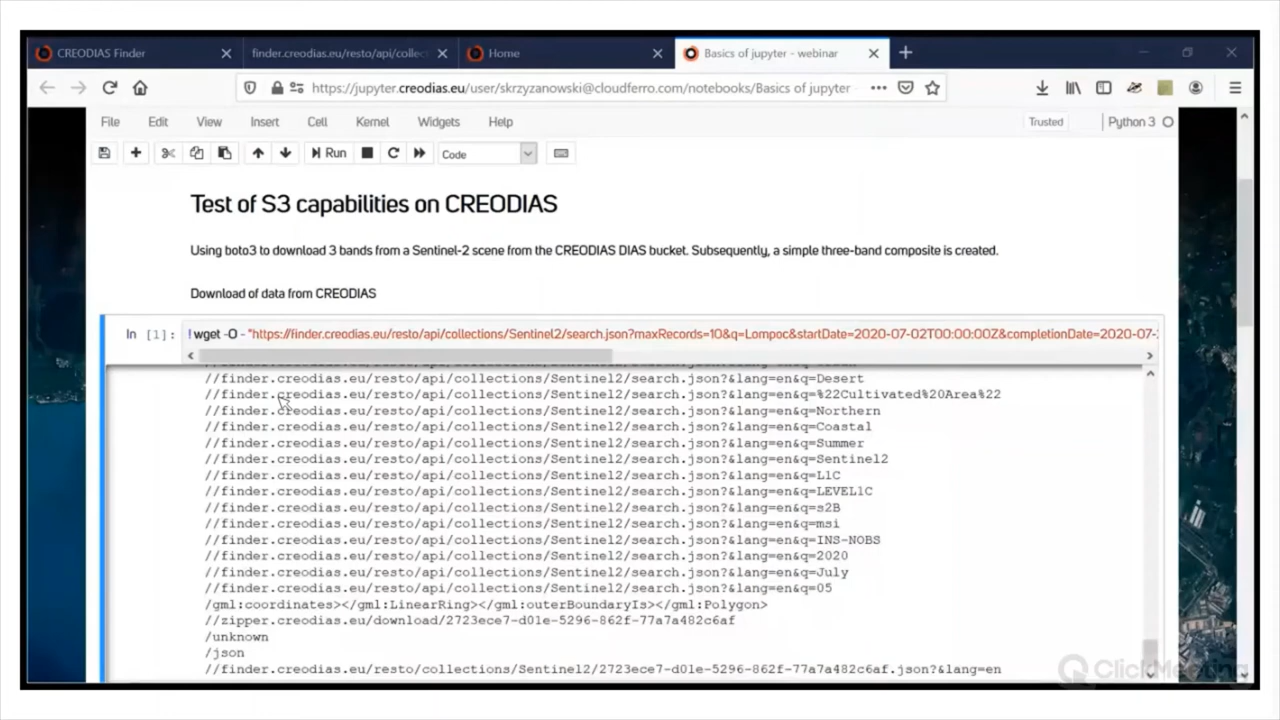 CREODIAS Finder
finder.creodias.eu/resto/api/collec
Home
Basics of jupyter - webinar
https://jupyter.creodias.eu/user/skrzyzanowski@cloudferro.com/notebooks/Basics of jupyter
File Edit View Insert Cell Kernel Widgets Help Trusted Python 3
Run Code
Test of S3 capabilities on CREODIAS
Using boto3 to download 3 bands from a Sentinel-2 scene from the CREODIAS DIAS bucket. Subsequently, a simple three-band composite is created.
Download of data from CREODIAS
In [1]: ! wget -O - "https://finder.creodias.eu/resto/api/collections/Sentinel2/search.json?maxRecords=10&q=Lompoc&startDate=2020-07-02T00:00:00Z&completionDate=2020-07-
//finder.creodias.eu/resto/api/collections/Sentinel2/search.json?&lang=en&q=Desert
//finder.creodias.eu/resto/api/collections/Sentinel2/search.json?&lang=en&q=%22Cultivated%20Area%22
//finder.creodias.eu/resto/api/collections/Sentinel2/search.json?&lang=en&q=Northern
//finder.creodias.eu/resto/api/collections/Sentinel2/search.json?&lang=en&q=Coastal
//finder.creodias.eu/resto/api/collections/Sentinel2/search.json?&lang=en&q=Summer
//finder.creodias.eu/resto/api/collections/Sentinel2/search.json?&lang=en&q=Sentinel2
//finder.creodias.eu/resto/api/collections/Sentinel2/search.json?&lang=en&q=L1C
//finder.creodias.eu/resto/api/collections/Sentinel2/search.json?&lang=en&q=LEVEL1C
//finder.creodias.eu/resto/api/collections/Sentinel2/search.json?&lang=en&q=s2B
//finder.creodias.eu/resto/api/collections/Sentinel2/search.json?&lang=en&q=msi
//finder.creodias.eu/resto/api/collections/Sentinel2/search.json?&lang=en&q=INS-NOBS
//finder.creodias.eu/resto/api/collections/Sentinel2/search.json?&lang=en&q=2020
//finder.creodias.eu/resto/api/collections/Sentinel2/search.json?&lang=en&q=July
//finder.creodias.eu/resto/api/collections/Sentinel2/search.json?&lang=en&q=05
/gml:coordinates></gml:LinearRing></gml:outerBoundaryIs></gml:Polygon>
//zipper.creodias.eu/download/2723ece7-d01e-5296-862f-77a7a482c6af
/unknown
/json
//finder.creodias.eu/resto/collections/Sentinel2/2723ece7-d01e-5296-862f-77a7a482c6af.json?&lang=en
ClickMeeting